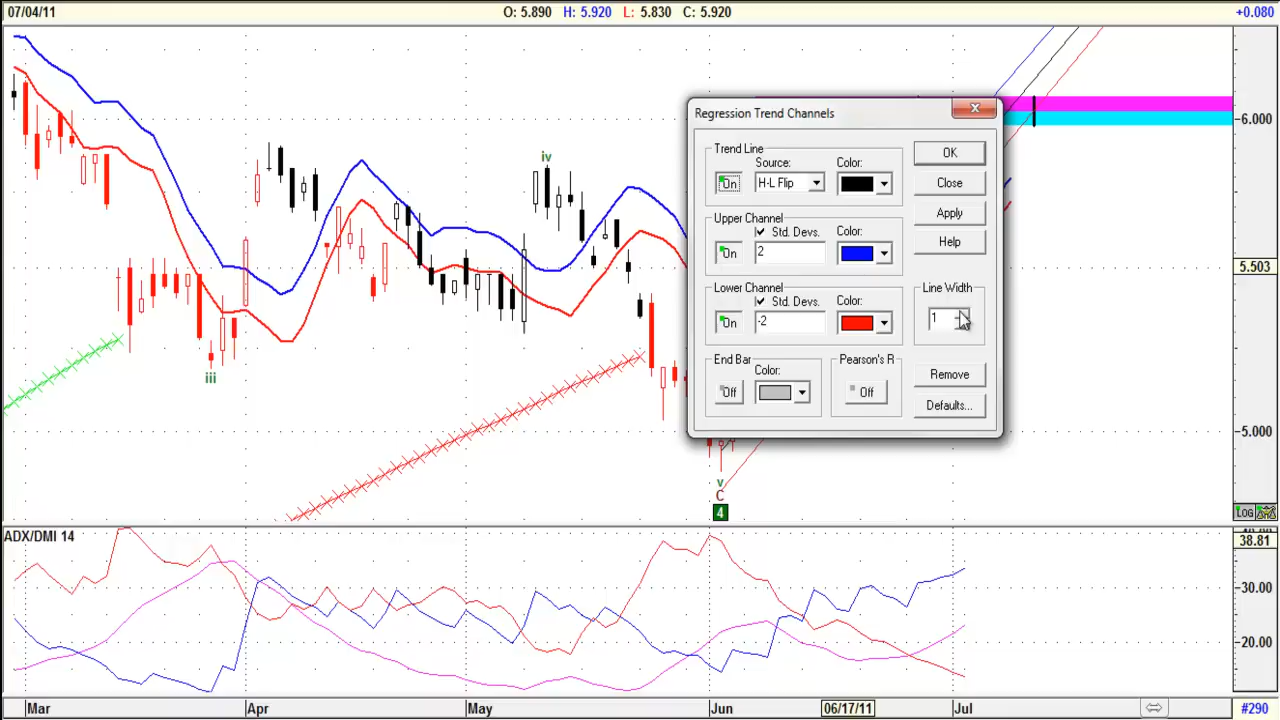 07/04/11 O: 5.890 H: 5.920 L: 5.830 C: 5.920 +0.080
Regression Trend Channels
Trend Line
Source: Color:
On H-L Flip
Upper Channel
Std. Devs. Color:
On 2
Lower Channel
Std. Devs. Color:
On -2
End Bar
Color:
Off
Pearson's R
Off
OK
Close
Apply
Help
Line Width
1
Remove
Defaults...
6.000
5.503
5.000
iv
iii
v
C
4
LOG
ADX/DMI 14
38.81
30.00
20.00
Mar Apr May Jun 06/17/11 Jul #290